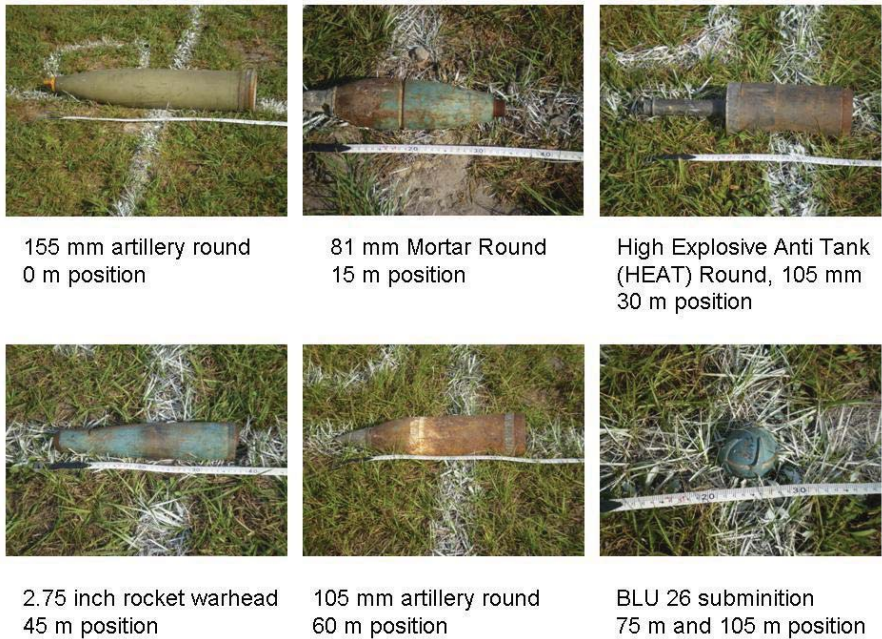 155 mm artillery round
0 m position
81 mm Mortar Round
15 m position
High Explosive Anti Tank
(HEAT) Round, 105 mm
30 m position
2.75 inch rocket warhead
45 m position
105 mm artillery round
60 m position
BLU 26 subminition
75 m and 105 m position